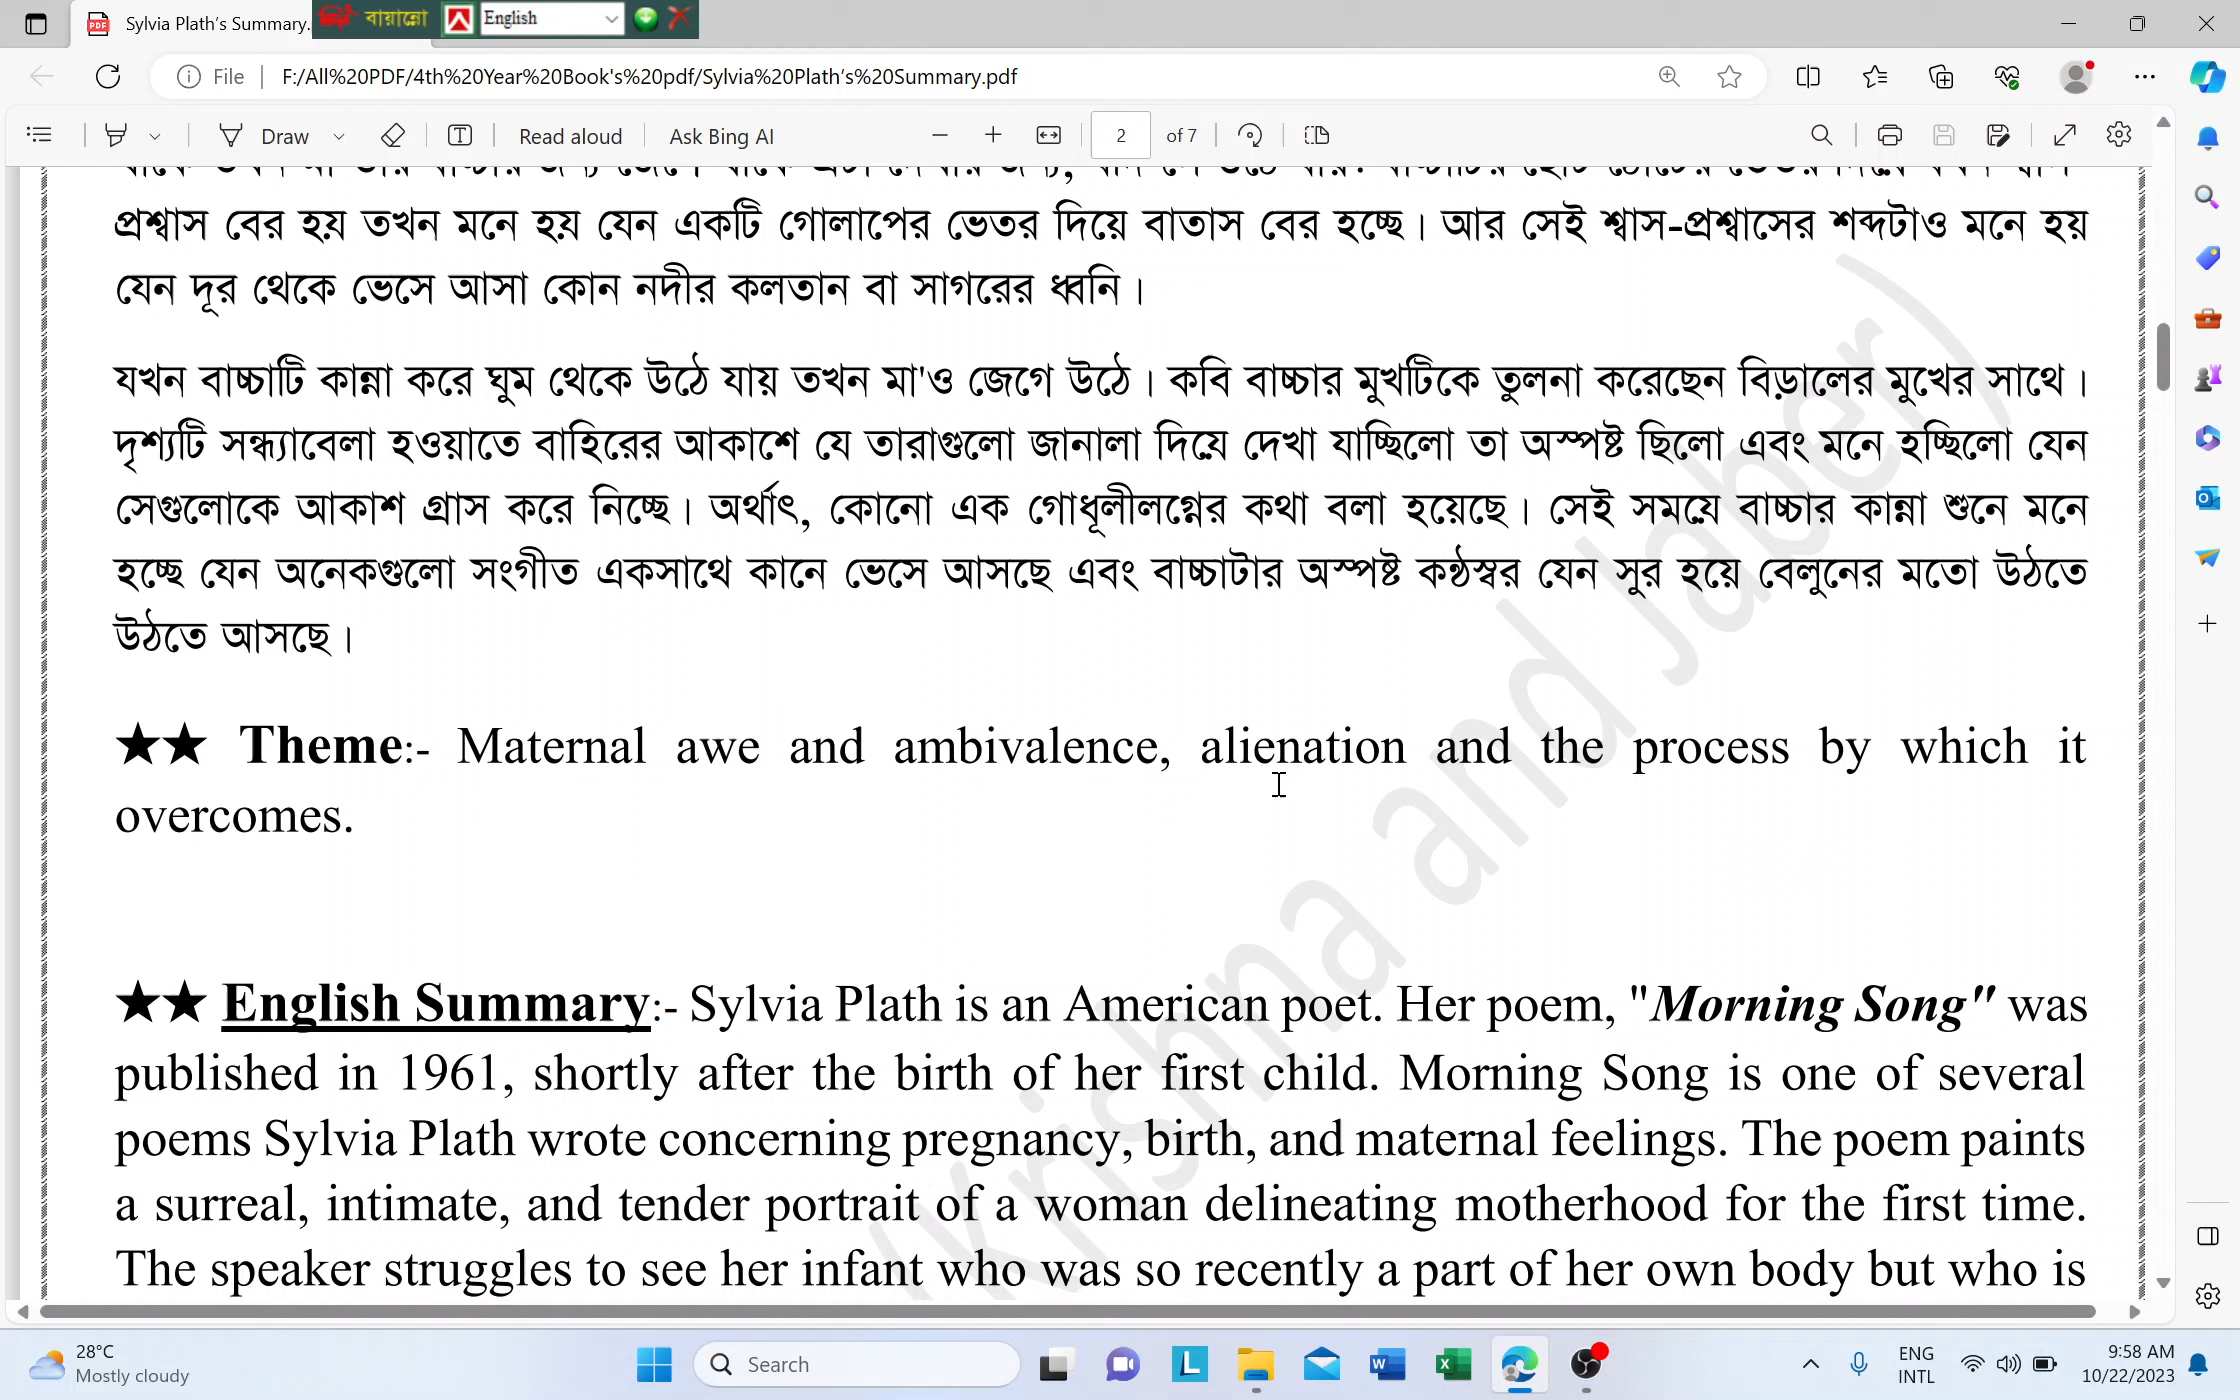 Sylvia Plath's Summary.
বায়ান্নো
English
File
F:/All%20PDF/4th%20Year%20Book's%20pdf/Sylvia%20Plath's%20Summary.pdf
Draw
Read aloud
Ask Bing AI
2
of 7
প্রশ্বাস বের হয় তখন মনে হয় যেন একটি গোলাপের ভেতর দিয়ে বাতাস বের হচ্ছে। আর সেই শ্বাস-প্রশ্বাসের শব্দটাও মনে হয়
যেন দূর থেকে ভেসে আসা কোন নদীর কলতান বা সাগরের ধ্বনি।
যখন বাচ্চাটি কান্না করে ঘুম থেকে উঠে যায় তখন মা'ও জেগে উঠে। কবি বাচ্চার মুখটিকে তুলনা করেছেন বিড়ালের মুখের সাথে।
দৃশ্যটি সন্ধ্যাবেলা হওয়াতে বাহিরের আকাশে যে তারাগুলো জানালা দিয়ে দেখা যাচ্ছিলো তা অস্পষ্ট ছিলো এবং মনে হচ্ছিলো যেন
সেগুলোকে আকাশ গ্রাস করে নিচ্ছে। অর্থাৎ, কোনো এক গোধূলীলগ্নের কথা বলা হয়েছে। সেই সময়ে বাচ্চার কান্না শুনে মনে
হচ্ছে যেন অনেকগুলো সংগীত একসাথে কানে ভেসে আসছে এবং বাচ্চাটার অস্পষ্ট কন্ঠস্বর যেন সুর হয়ে বেলুনের মতো উঠতে
উঠতে আসছে।
★★ Theme:- Maternal awe and ambivalence, alienation and the process by which it
overcomes.
★★ English Summary:- Sylvia Plath is an American poet. Her poem, "Morning Song" was
published in 1961, shortly after the birth of her first child. Morning Song is one of several
poems Sylvia Plath wrote concerning pregnancy, birth, and maternal feelings. The poem paints
a surreal, intimate, and tender portrait of a woman delineating motherhood for the first time.
The speaker struggles to see her infant who was so recently a part of her own body but who is
(Krishna and Jaber)
28°C
Mostly cloudy
Search
ENG
INTL
9:58 AM
10/22/2023